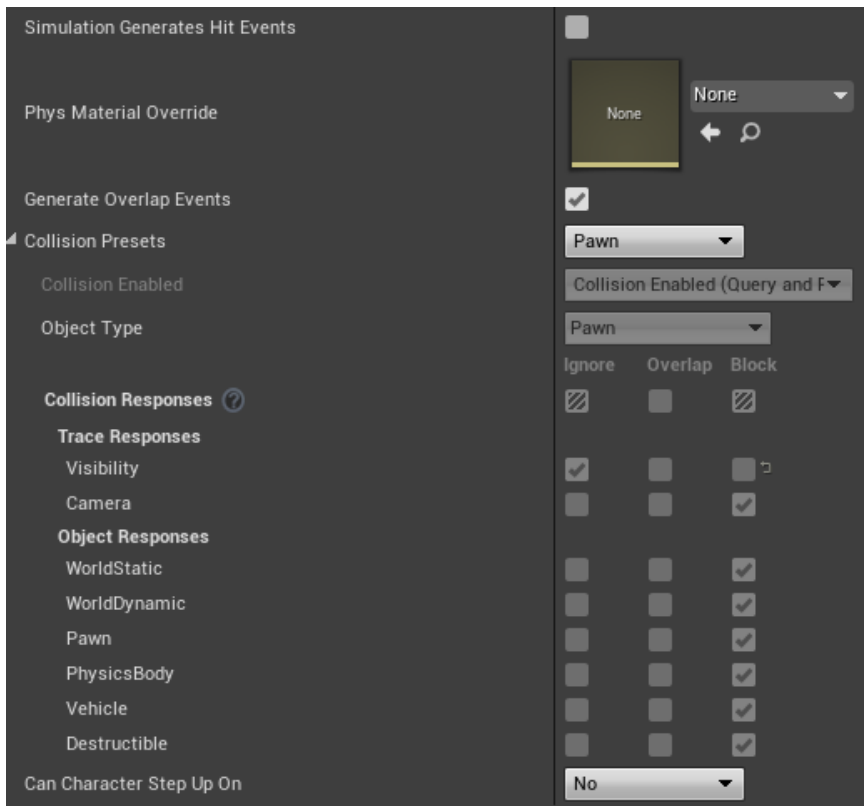 Simulation Generates Hit Events
Phys Material Override
None
None
Generate Overlap Events
Collision Presets
Pawn
Collision Enabled
Collision Enabled (Query and P
Object Type
Pawn
Ignore Overlap Block
Collision Responses ?
Trace Responses
Visibility
Camera
Object Responses
WorldStatic
WorldDynamic
Pawn
PhysicsBody
Vehicle
Destructible
Can Character Step Up On
No